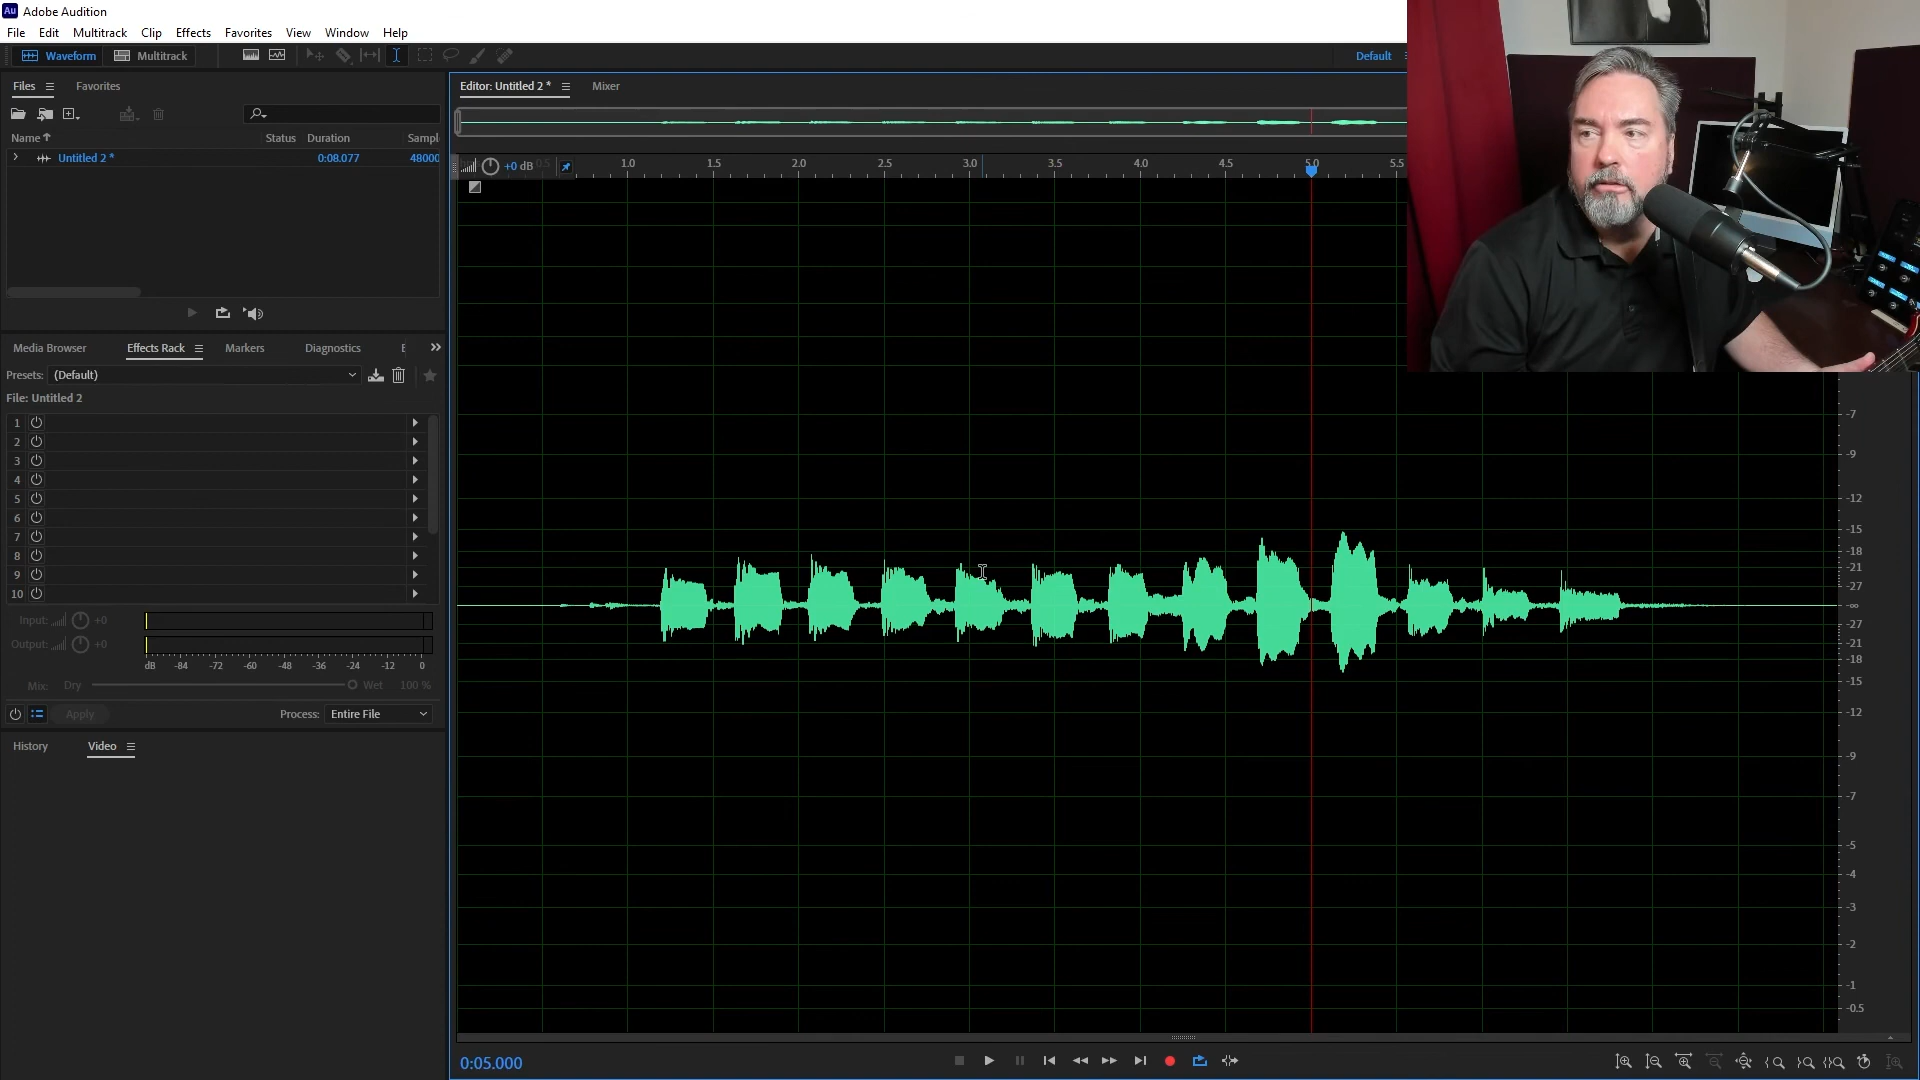 Au Adobe Audition
File Edit Multitrack Clip Effects Favorites View Window Help
Waveform Multitrack Default
Files Favorites
Name Status Duration Sampl
Untitled 2 * 0:08.077 48000
Media Browser Effects Rack Markers Diagnostics E
Presets: (Default)
File: Untitled 2
1
2
3
4
5
6
7
8
9
10
Input: +0
Output: +0
dB -84 -72 -60 -48 -36 -24 -12 0
Mix: Dry Wet 100 %
Apply Process: Entire File
History Video
Editor: Untitled 2 * Mixer
+0 dB 0.5 1.0 1.5 2.0 2.5 3.0 3.5 4.0 4.5 5.0 5.5
-7
-9
-12
-15
-18
-21
-27
-∞
-27
-21
-18
-15
-12
-9
-7
-5
-4
-3
-2
-1
-0.5
0:05.000